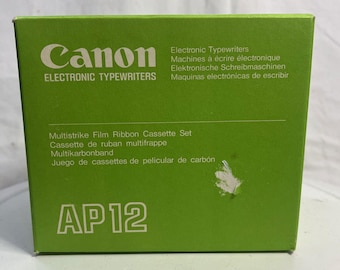 Canon
ELECTRONIC TYPEWRITERS
Electronic Typewriters
Machines à écrire électronique
Elektronische Schreibmaschinen
Maquinas electrónicas de escribir
Multistrike Film Ribbon Cassette Set
Cassette de ruban multifrappe
Multikarbonband
Juego de cassettes de pelicular de carbón
AP12